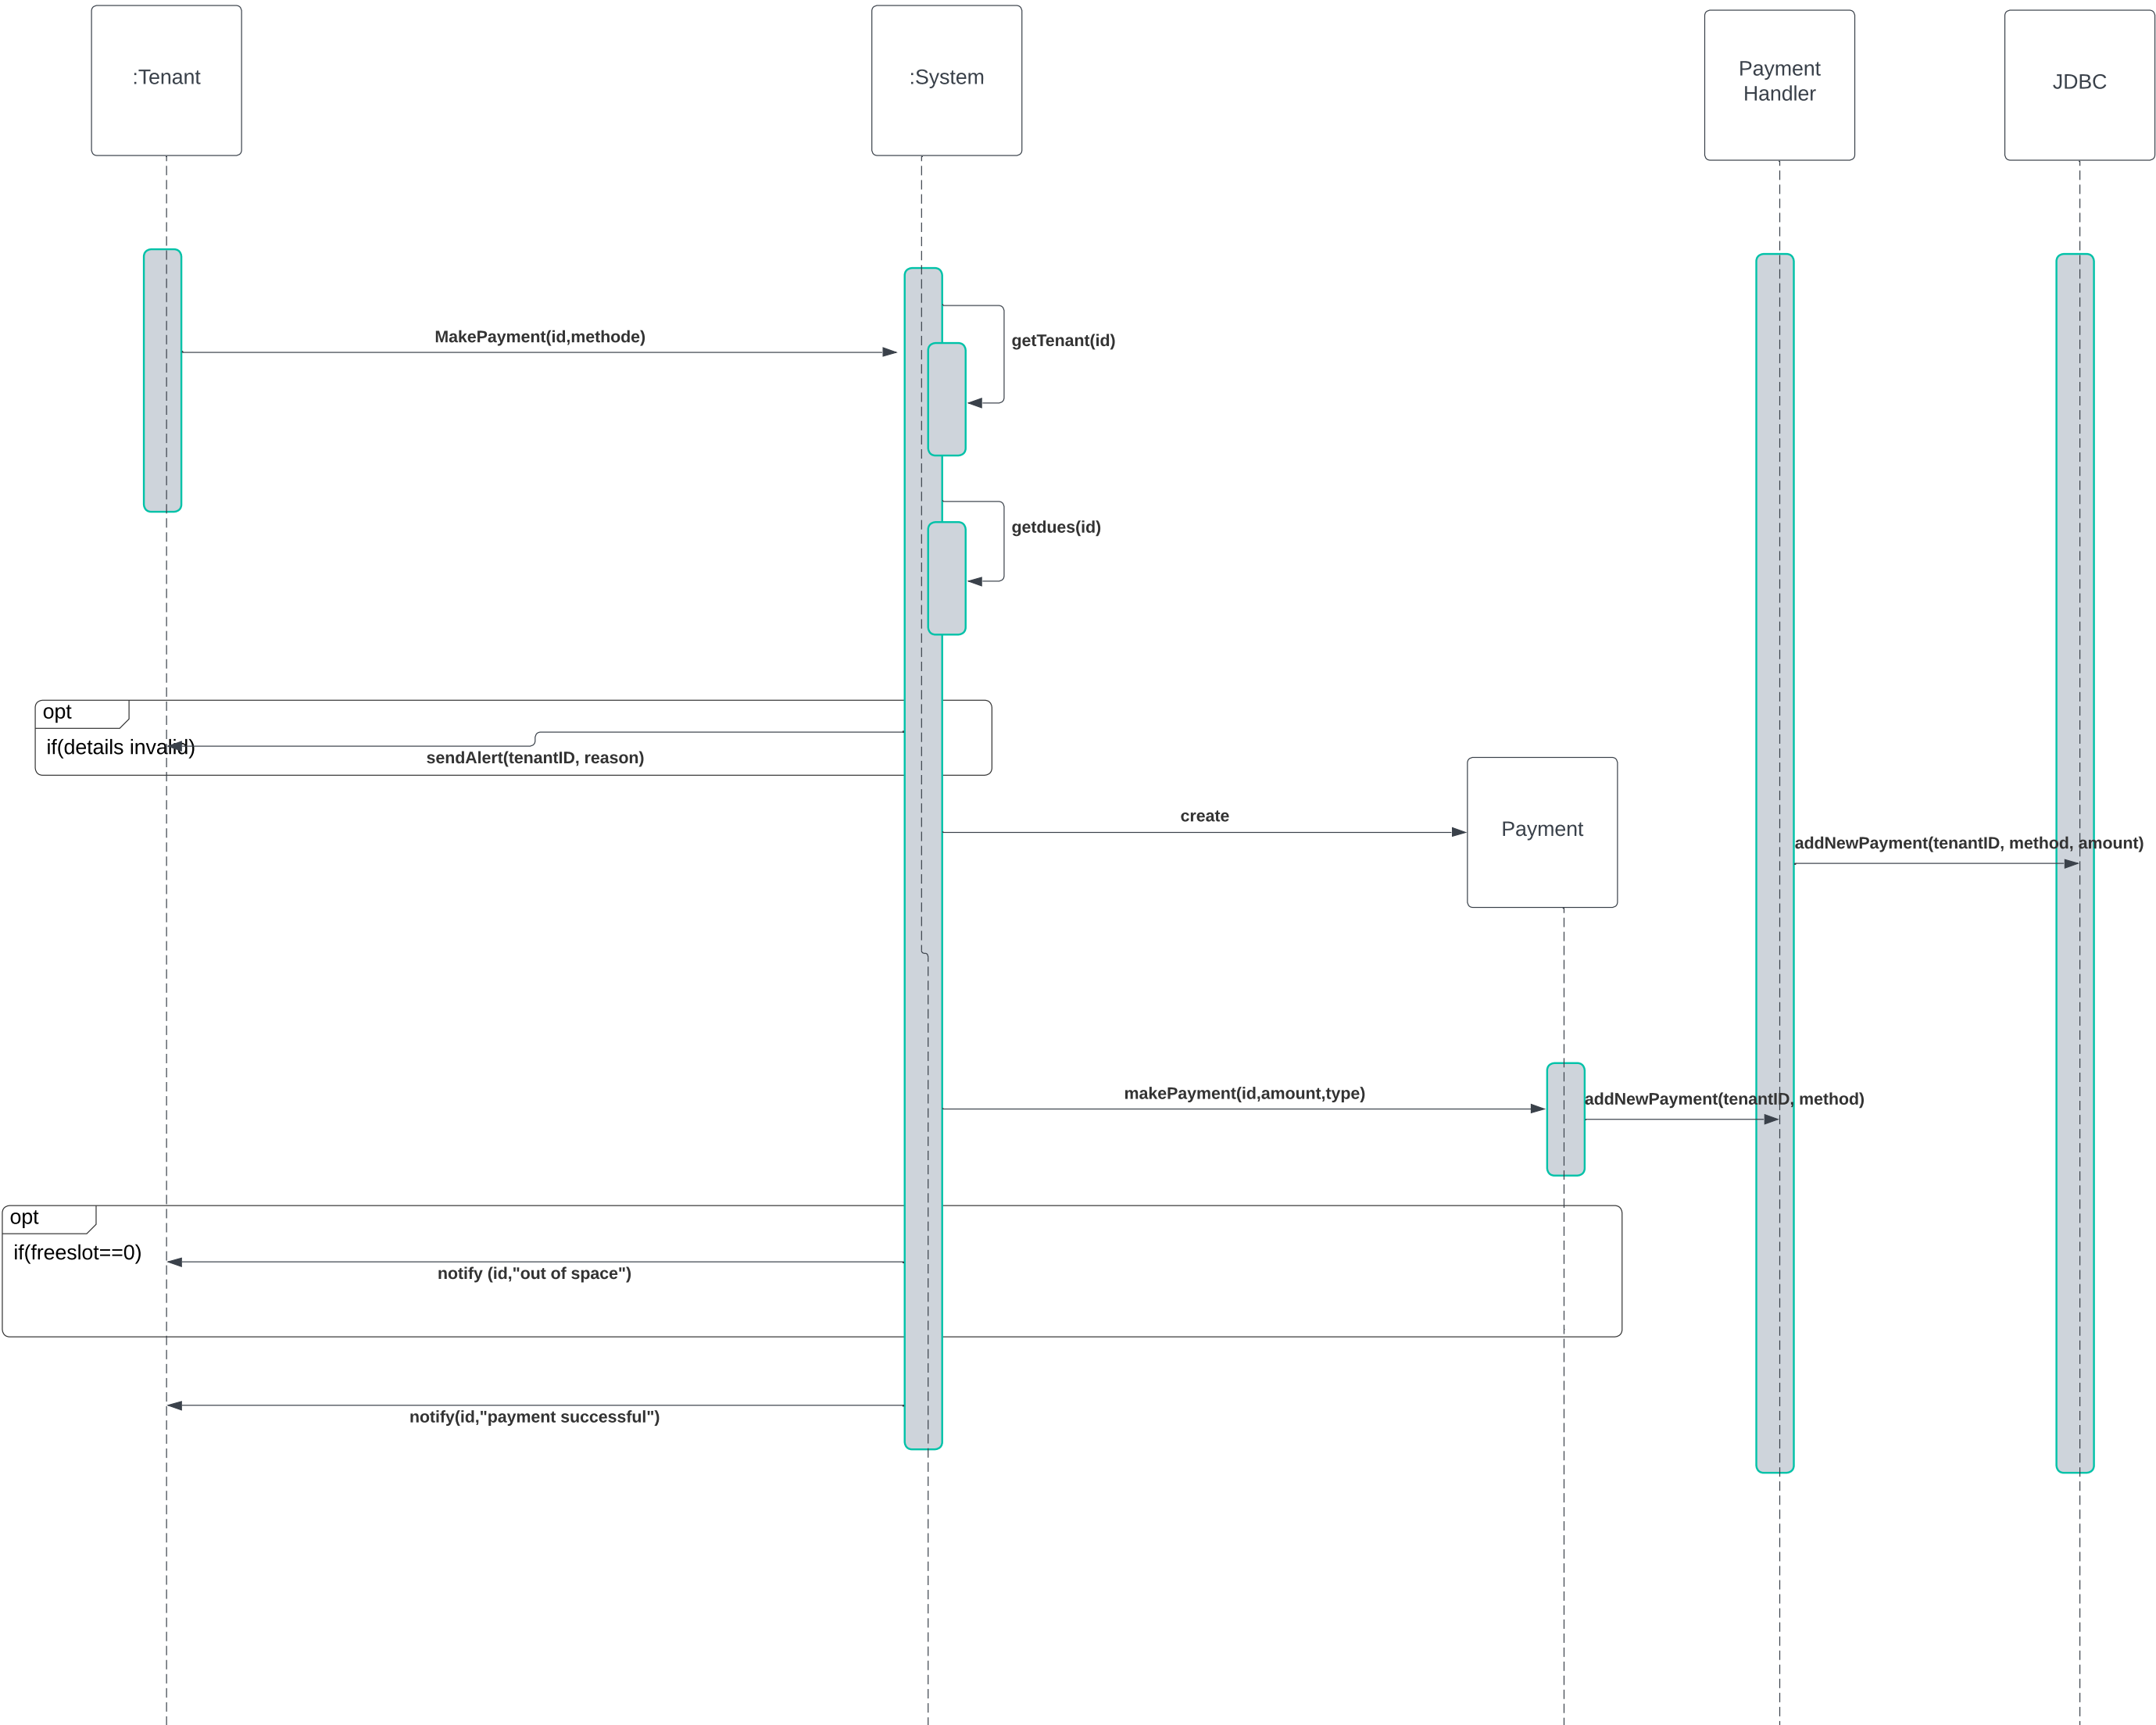 :Tenant
:System
Payment
Handler
JDBC
MakePayment(id,methode)
getTenant(id)
getdues(id)
opt
if(details invalid)
sendAlert(tenantID, reason)
create
Payment
addNewPayment(tenantID, method, amount)
makePayment(id,amount,type)
addNewPayment(tenantID, method)
opt
if(freeslot==0)
notify (id,"out of space")
notify(id,"payment successful")